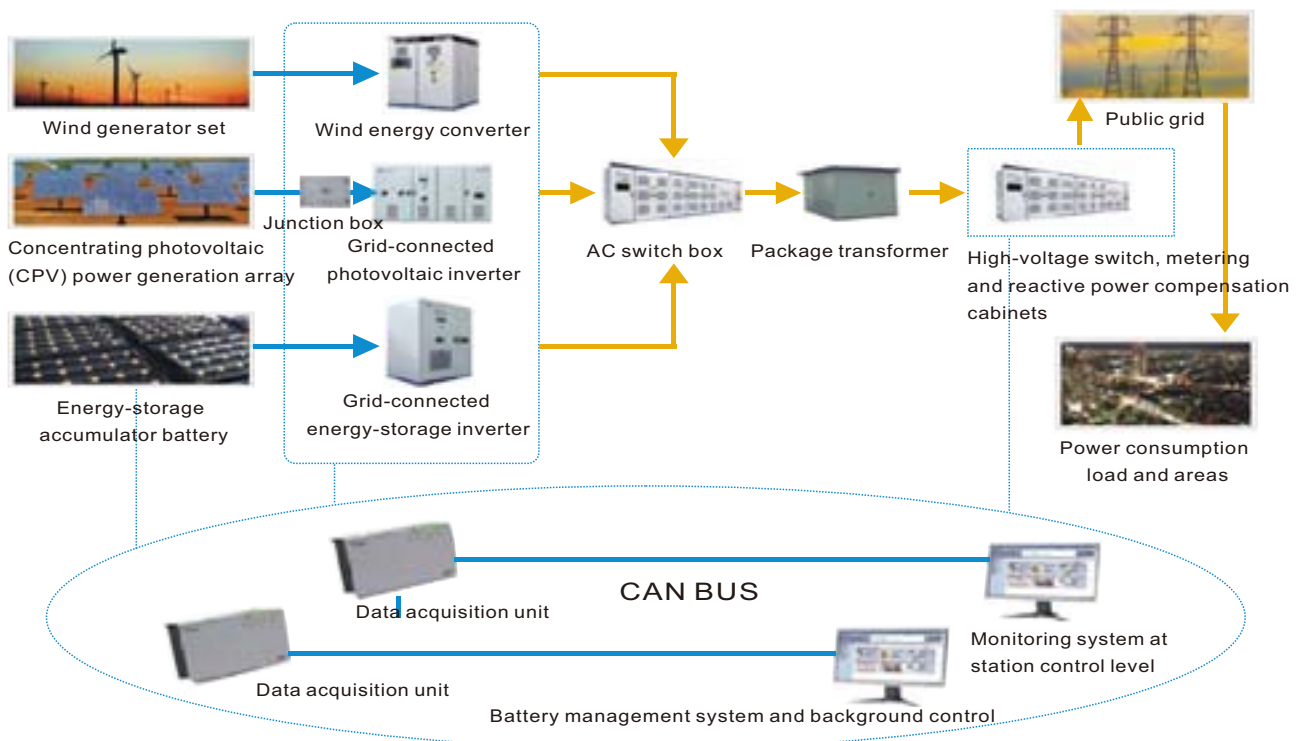 Wind generator set
Wind energy converter
Public grid
Junction box
Concentrating photovoltaic
(CPV) power generation array
Grid-connected
photovoltaic inverter
AC switch box
Package transformer
High-voltage switch, metering
and reactive power compensation
cabinets
Energy-storage
accumulator battery
Grid-connected
energy-storage inverter
Power consumption
load and areas
CAN BUS
Data acquisition unit
Monitoring system at
station control level
Data acquisition unit
Battery management system and background control